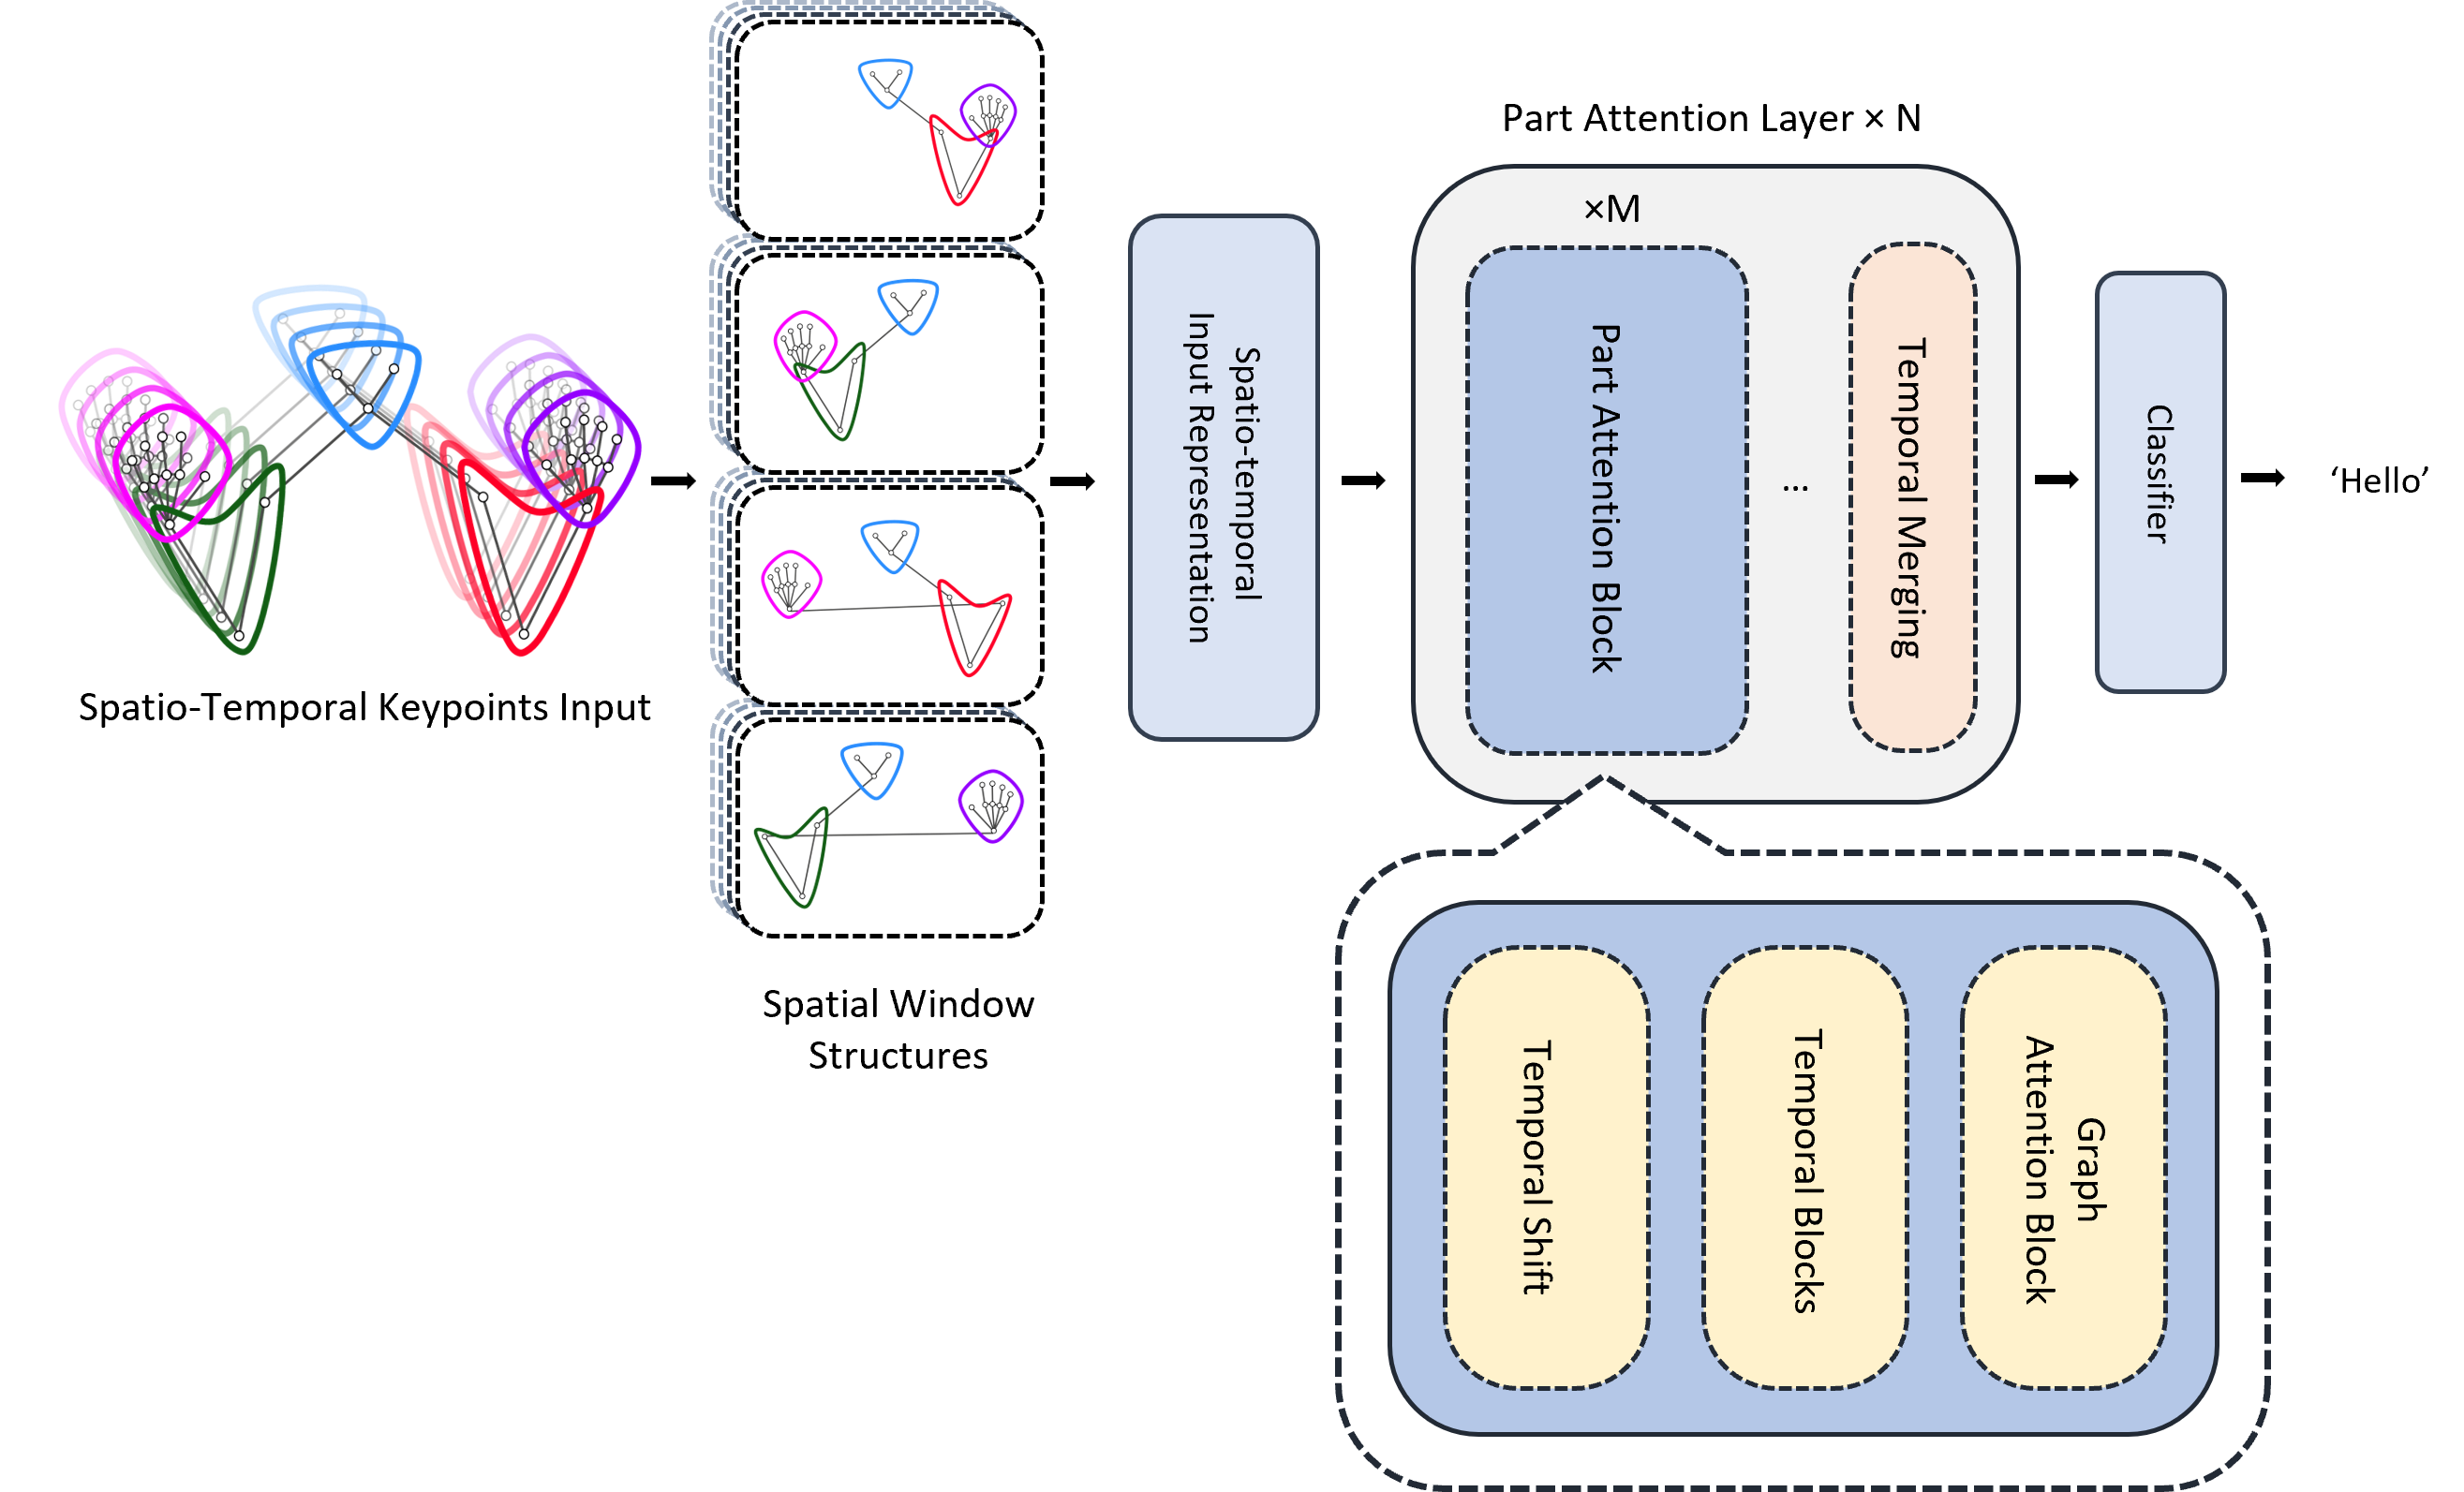 Spatio-Temporal Keypoints Input
Spatial Window
Structures
Spatio-temporal
Input Representation
Part Attention Layer × N
×M
Part Attention Block
...
Temporal Merging
Classifier
‘Hello’
Temporal Shift
Temporal Blocks
Graph
Attention Block